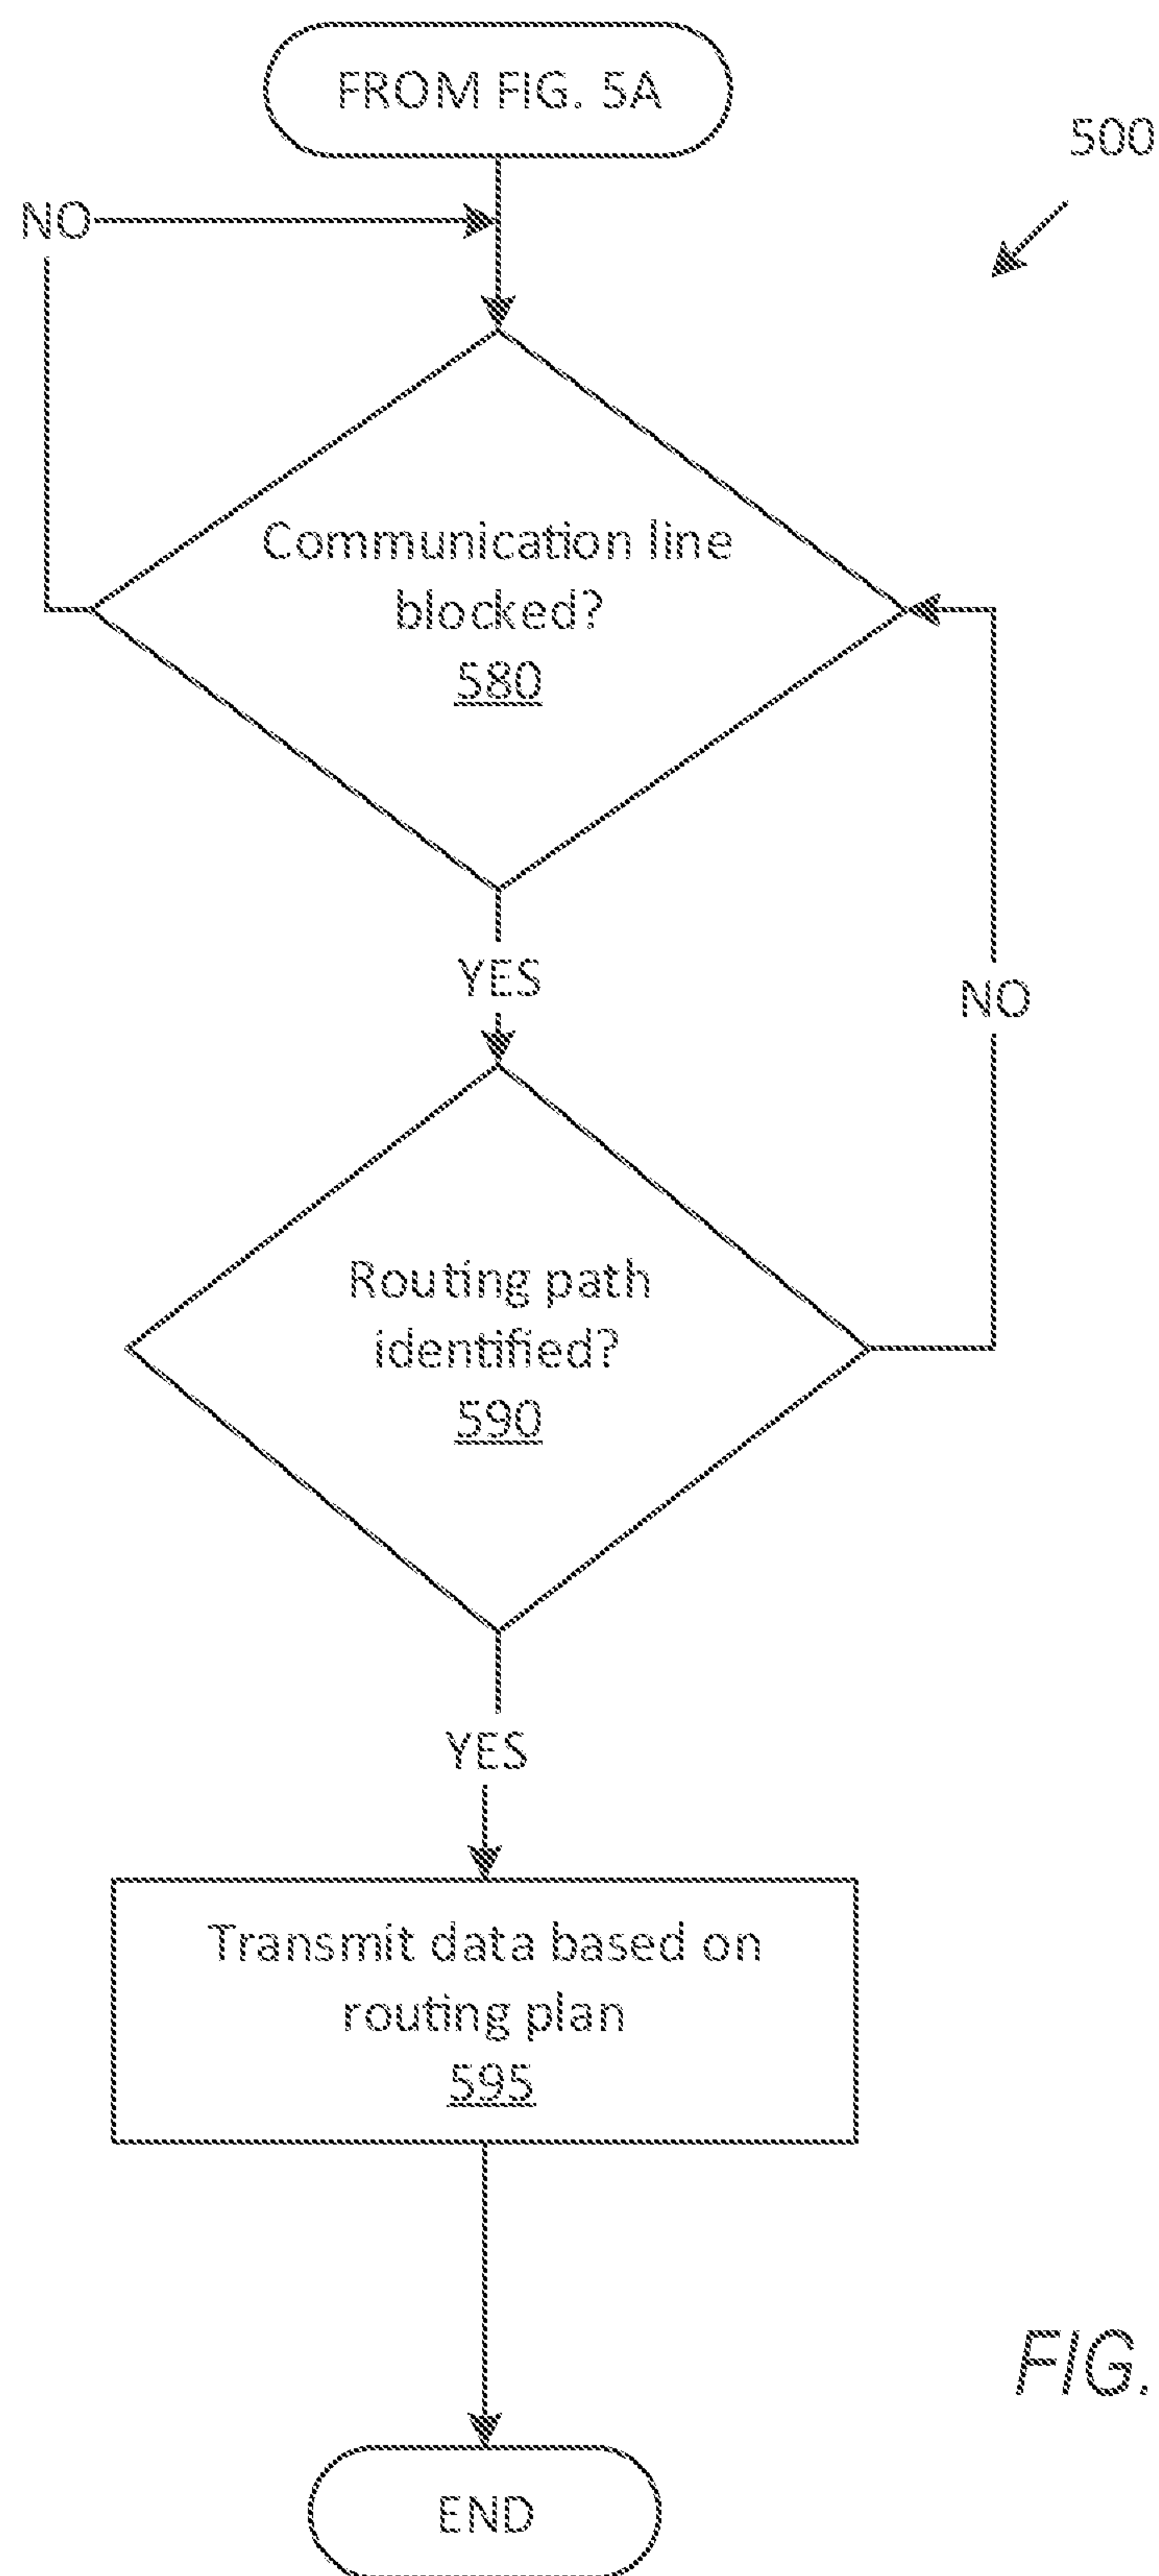 FROM FIG. 5A
500
NO
Communication line
blocked?
580
YES
NO
Routing path
identified?
590
YES
Transmit data based on
routing plan
595
FIG.
END